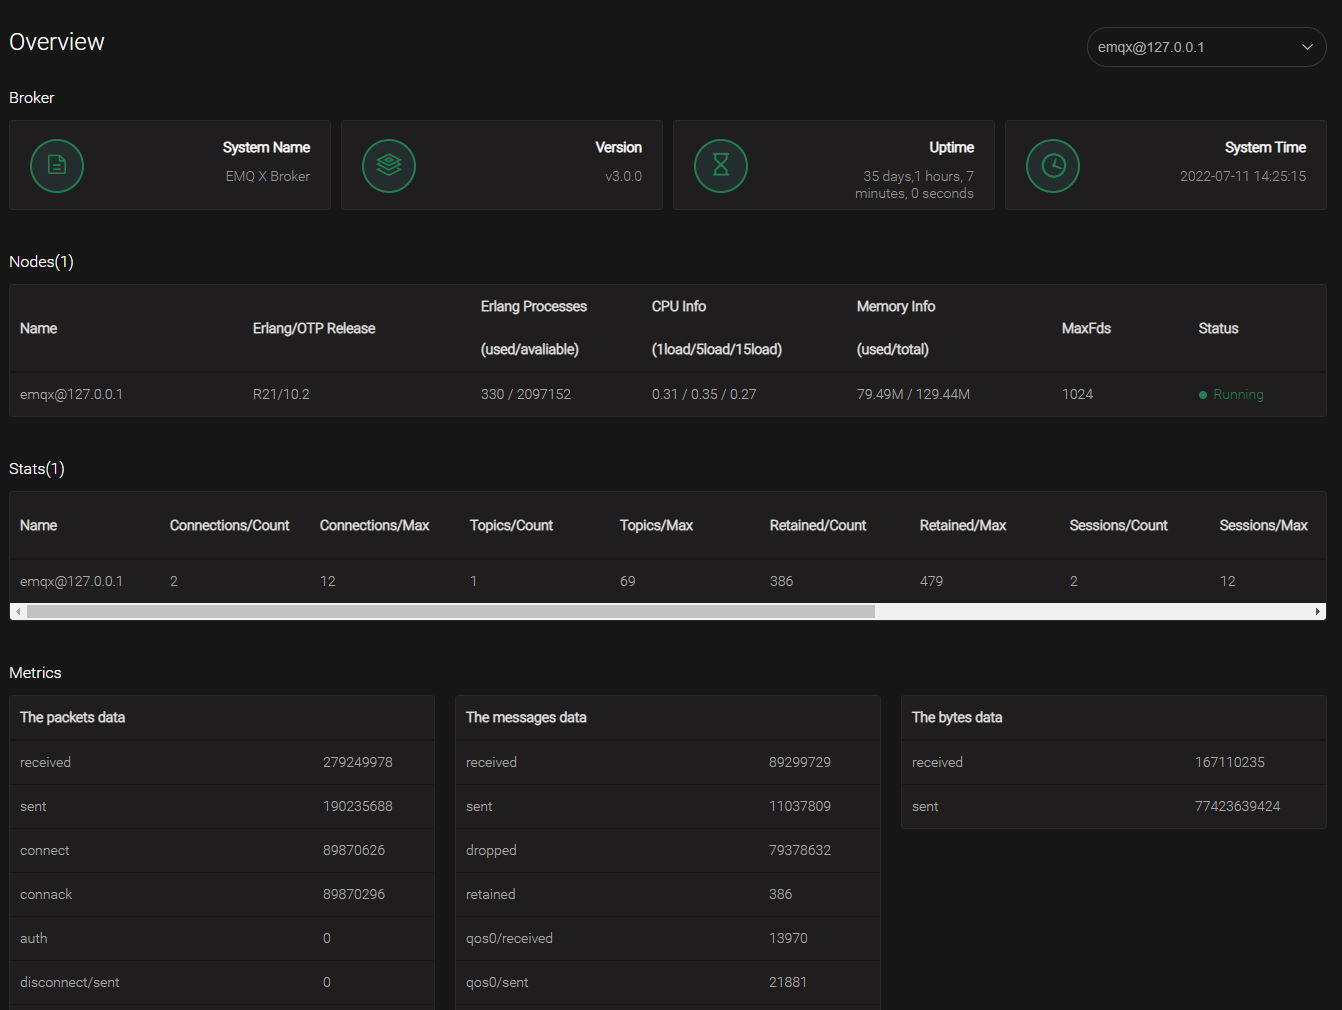 Overview
emqx@127.0.0.1
Broker
System Name
EMQ X Broker
Version
v3.0.0
Uptime
35 days,1 hours, 7
minutes, 0 seconds
System Time
2022-07-11 14:25:15
Nodes(1)
Name Erlang/OTP Release Erlang Processes (used/avaliable) CPU Info (1load/5load/15load) Memory Info (used/total) MaxFds Status
emqx@127.0.0.1 R21/10.2 330 / 2097152 0.31 / 0.35 / 0.27 79.49M / 129.44M 1024 Running
Stats(1)
Name Connections/Count Connections/Max Topics/Count Topics/Max Retained/Count Retained/Max Sessions/Count Sessions/Max
emqx@127.0.0.1 2 12 1 69 386 479 2 12
Metrics
The packets data
received 279249978
sent 190235688
connect 89870626
connack 89870296
auth 0
disconnect/sent 0
The messages data
received 89299729
sent 11037809
dropped 79378632
retained 386
qos0/received 13970
qos0/sent 21881
The bytes data
received 167110235
sent 77423639424